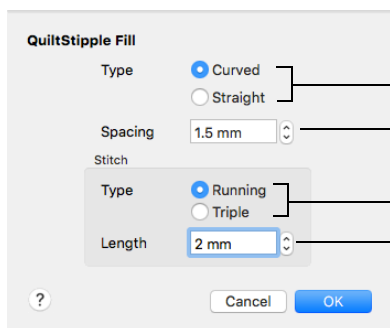 QuiltStipple Fill
Type Curved
Straight
Spacing 1.5 mm
Stitch
Type Running
Triple
Length 2 mm
? Cancel OK